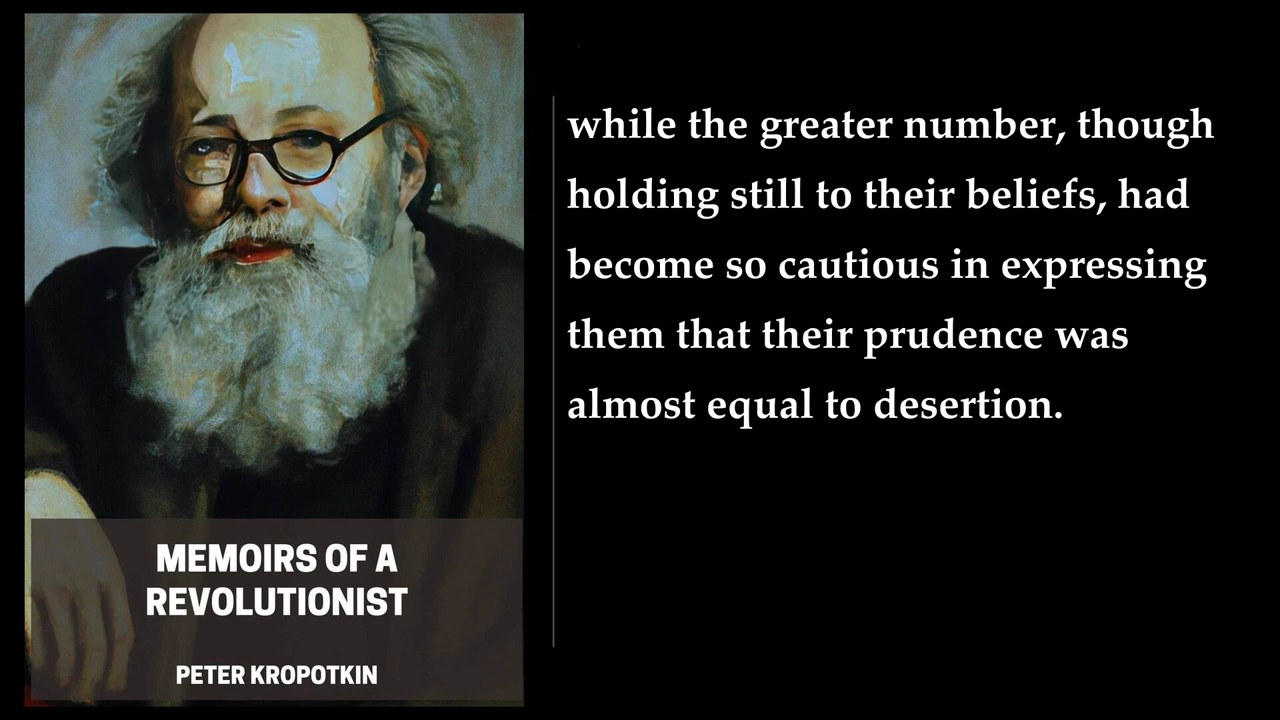 MEMOIRS OF A
REVOLUTIONIST
PETER KROPOTKIN
while the greater number, though
holding still to their beliefs, had
become so cautious in expressing
them that their prudence was
almost equal to desertion.